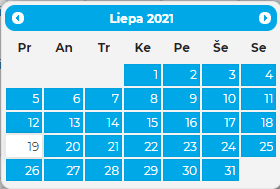 Liepa 2021
Pr An Tr Ke Pe Še Se
1 2 3 4
5 6 7 8 9 10 11
12 13 14 15 16 17 18
19 20 21 22 23 24 25
26 27 28 29 30 31